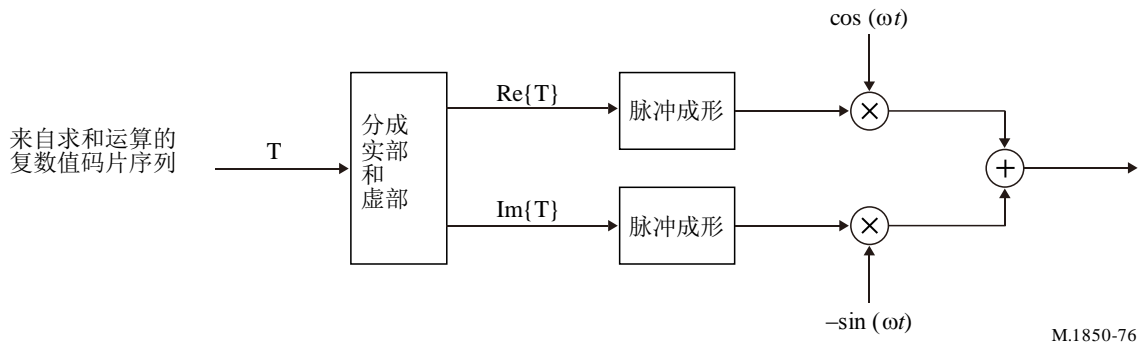 cos (ωt)
来自求和运算的
复数值码片序列
T
分成
实部
和
虚部
Re{T}
脉冲成形
Im{T}
脉冲成形
–sin (ωt)
M.1850-76